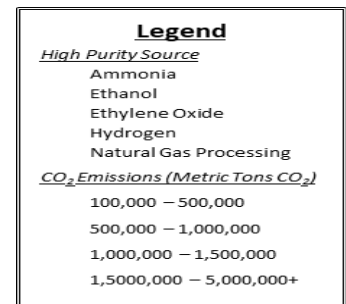 Legend
High Purity Source
Ammonia
Ethanol
Ethylene Oxide
Hydrogen
Natural Gas Processing
CO₂ Emissions (Metric Tons CO₂)
100,000 – 500,000
500,000 – 1,000,000
1,000,000 – 1,500,000
1,5000,000 – 5,000,000+